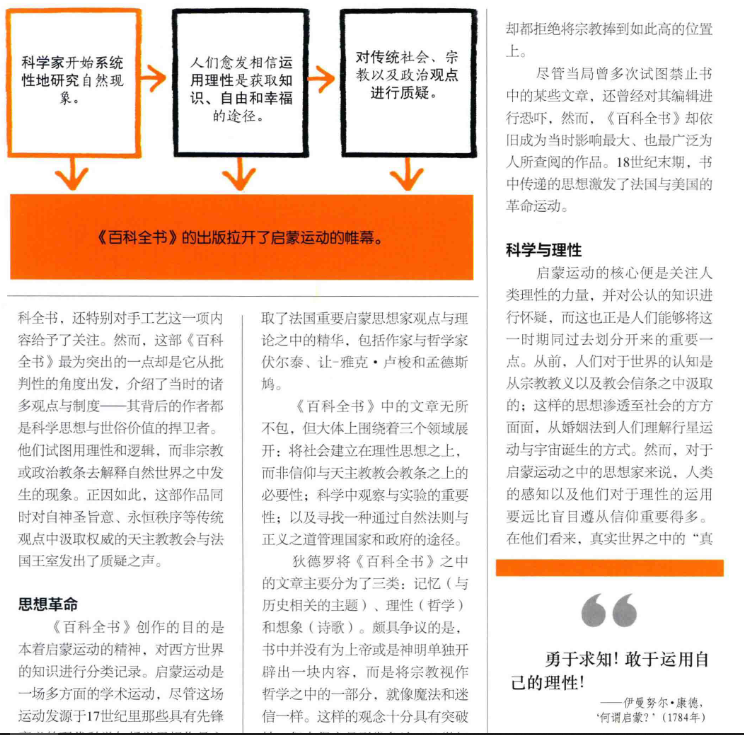 科学家开始系统
性地研究自然现
象。
人们愈发相信运
用理性是获取知
识、自由和幸福
的途径。
对传统社会、宗
教以及政治观点
进行质疑。
《百科全书》的出版拉开了启蒙运动的帷幕。
科全书，还特别对手工艺这一项内
容给予了关注。然而，这部《百科
全书》最为突出的一点却是它从批
判性的角度出发，介绍了当时的诸
多观点与制度——其背后的作者都
是科学思想与世俗价值的捍卫者。
他们试图用理性和逻辑，而非宗教
或政治教条去解释自然世界之中发
生的现象。正因如此，这部作品同
时对自神圣旨意、永恒秩序等传统
观点中汲取权威的天主教教会与法
国王室发出了质疑之声。
思想革命
《百科全书》创作的目的是
本着启蒙运动的精神，对西方世界
的知识进行分类记录。启蒙运动是
一场多方面的学术运动，尽管这场
运动发源于17世纪里那些具有先锋
取了法国重要启蒙思想家观点与理
论之中的精华，包括作家与哲学家
伏尔泰、让-雅克·卢梭和孟德斯
鸠。
《百科全书》中的文章无所
不包，但大体上围绕着三个领域展
开：将社会建立在理性思想之上，
而非信仰与天主教教会教条之上的
必要性；科学中观察与实验的重要
性；以及寻找一种通过自然法则与
正义之道管理国家和政府的途径。
狄德罗将《百科全书》之中
的文章主要分为了三类：记忆（与
历史相关的主题）、理性（哲学）
和想象（诗歌）。颇具争议的是，
书中并没有为上帝或是神明单独开
辟出一块内容，而是将宗教视作
哲学之中的一部分，就像魔法和迷
信一样。这样的观念十分具有突破
却都拒绝将宗教捧到如此高的位置
上。
尽管当局曾多次试图禁止书
中的某些文章，还曾经对其编辑进
行恐吓，然而，《百科全书》却依
旧成为当时影响最大、也最广泛为
人所查阅的作品。18世纪末期，书
中传递的思想激发了法国与美国的
革命运动。
科学与理性
启蒙运动的核心便是关注人
类理性的力量，并对公认的知识进
行怀疑，而这也正是人们能够将这
一时期同过去划分开来的重要一
点。从前，人们对于世界的认知是
从宗教教义以及教会信条之中汲取
的；这样的思想渗透至社会的方方
面面，从婚姻法到人们理解行星运
动与宇宙诞生的方式。然而，对于
启蒙运动之中的思想家来说，人类
的感知以及他们对于理性的运用
要远比盲目遵从信仰重要得多。
在他们看来，真实世界之中的“真
勇于求知！敢于运用自
己的理性！
——伊曼努尔·康德，
‘何谓启蒙？’（1784年）